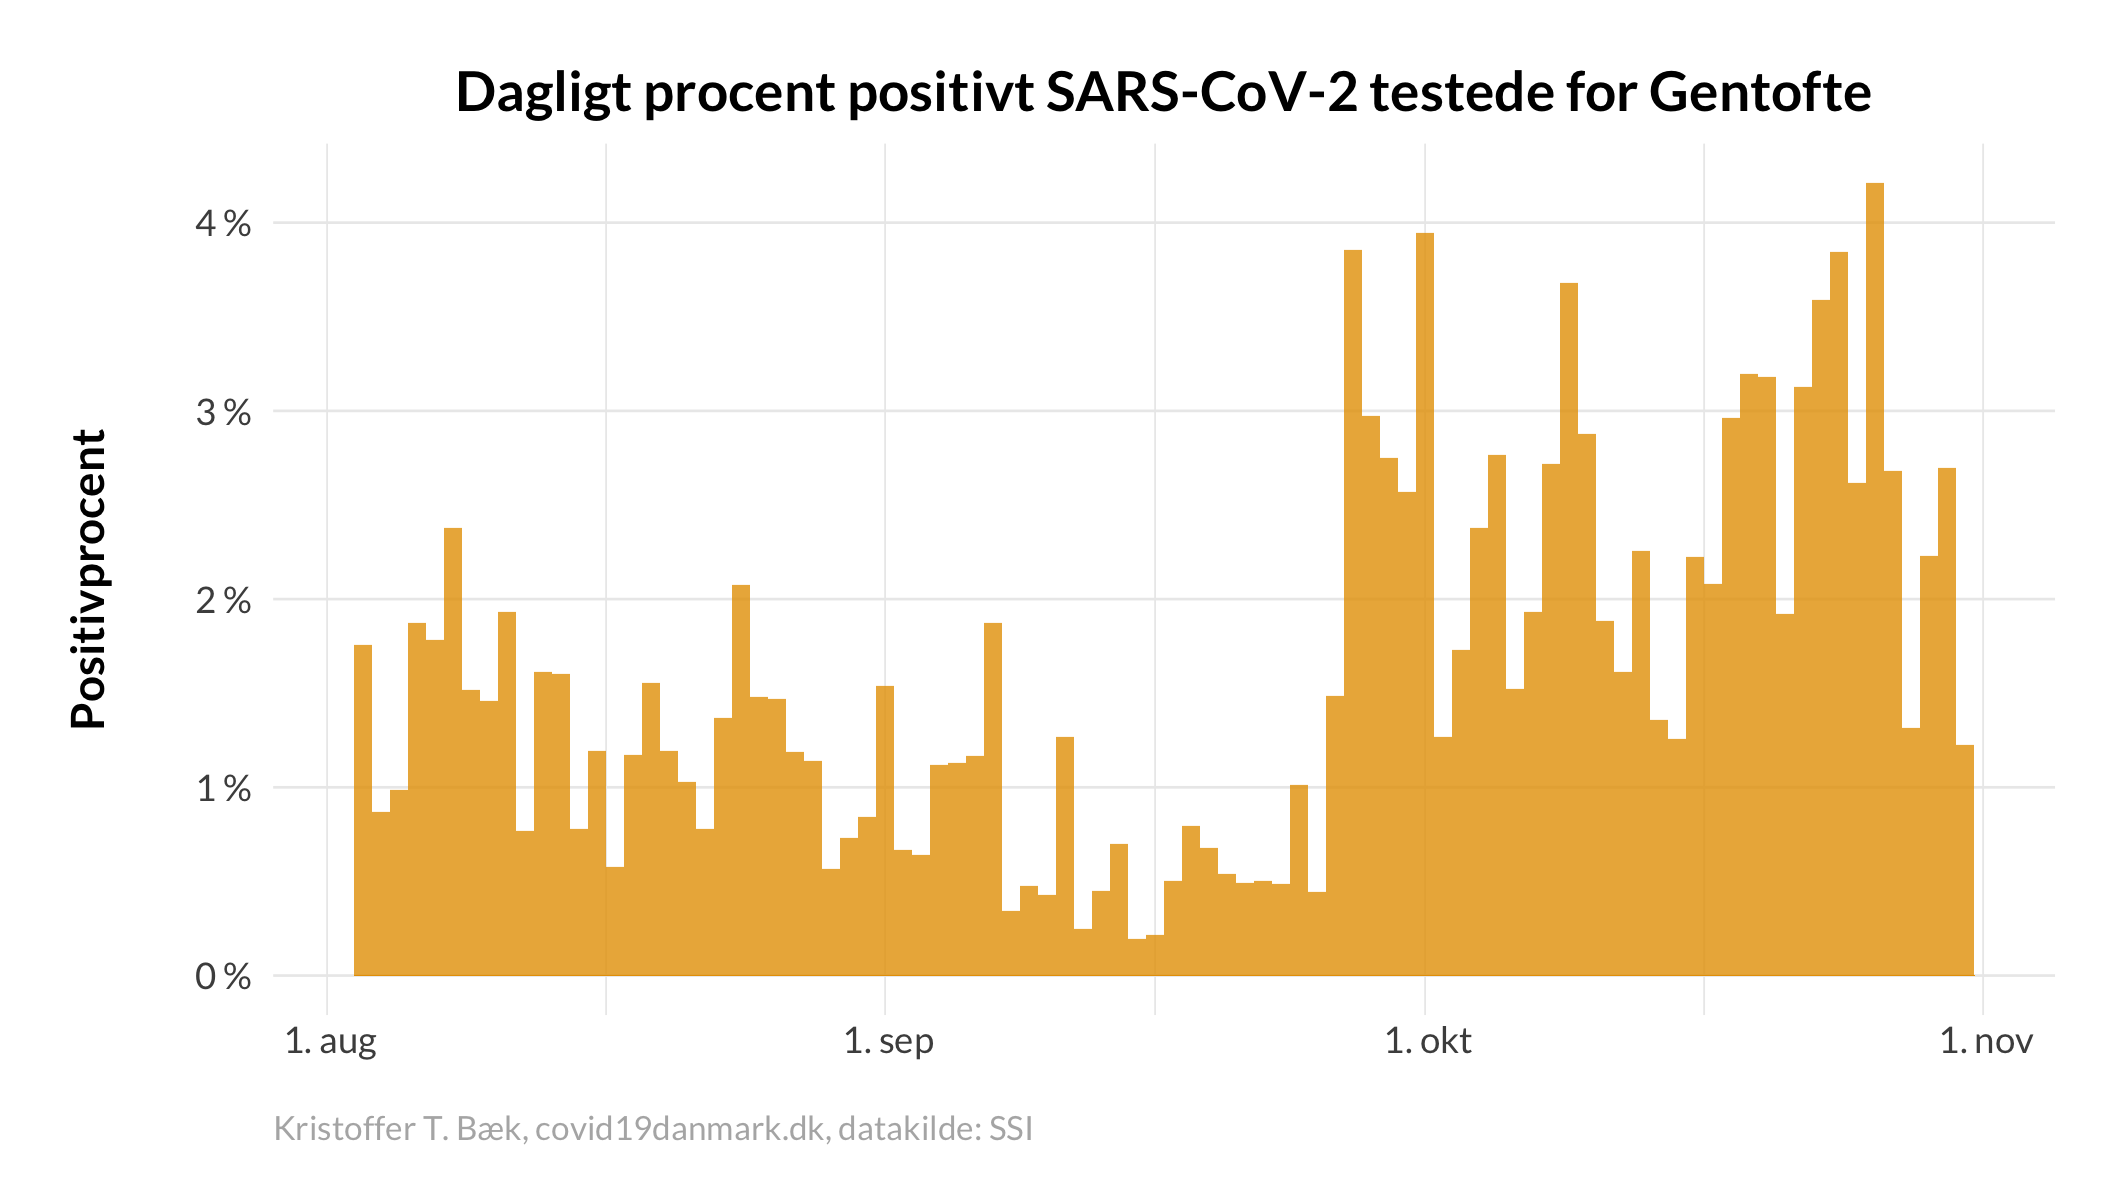 Dagligt procent positivt SARS-CoV-2 testede for Gentofte
Positivprocent
4 %
3 %
2 %
1 %
0 %
1. aug
1. sep
1. okt
1. nov
Kristoffer T. Bæk, covid19danmark.dk, datakilde: SSI